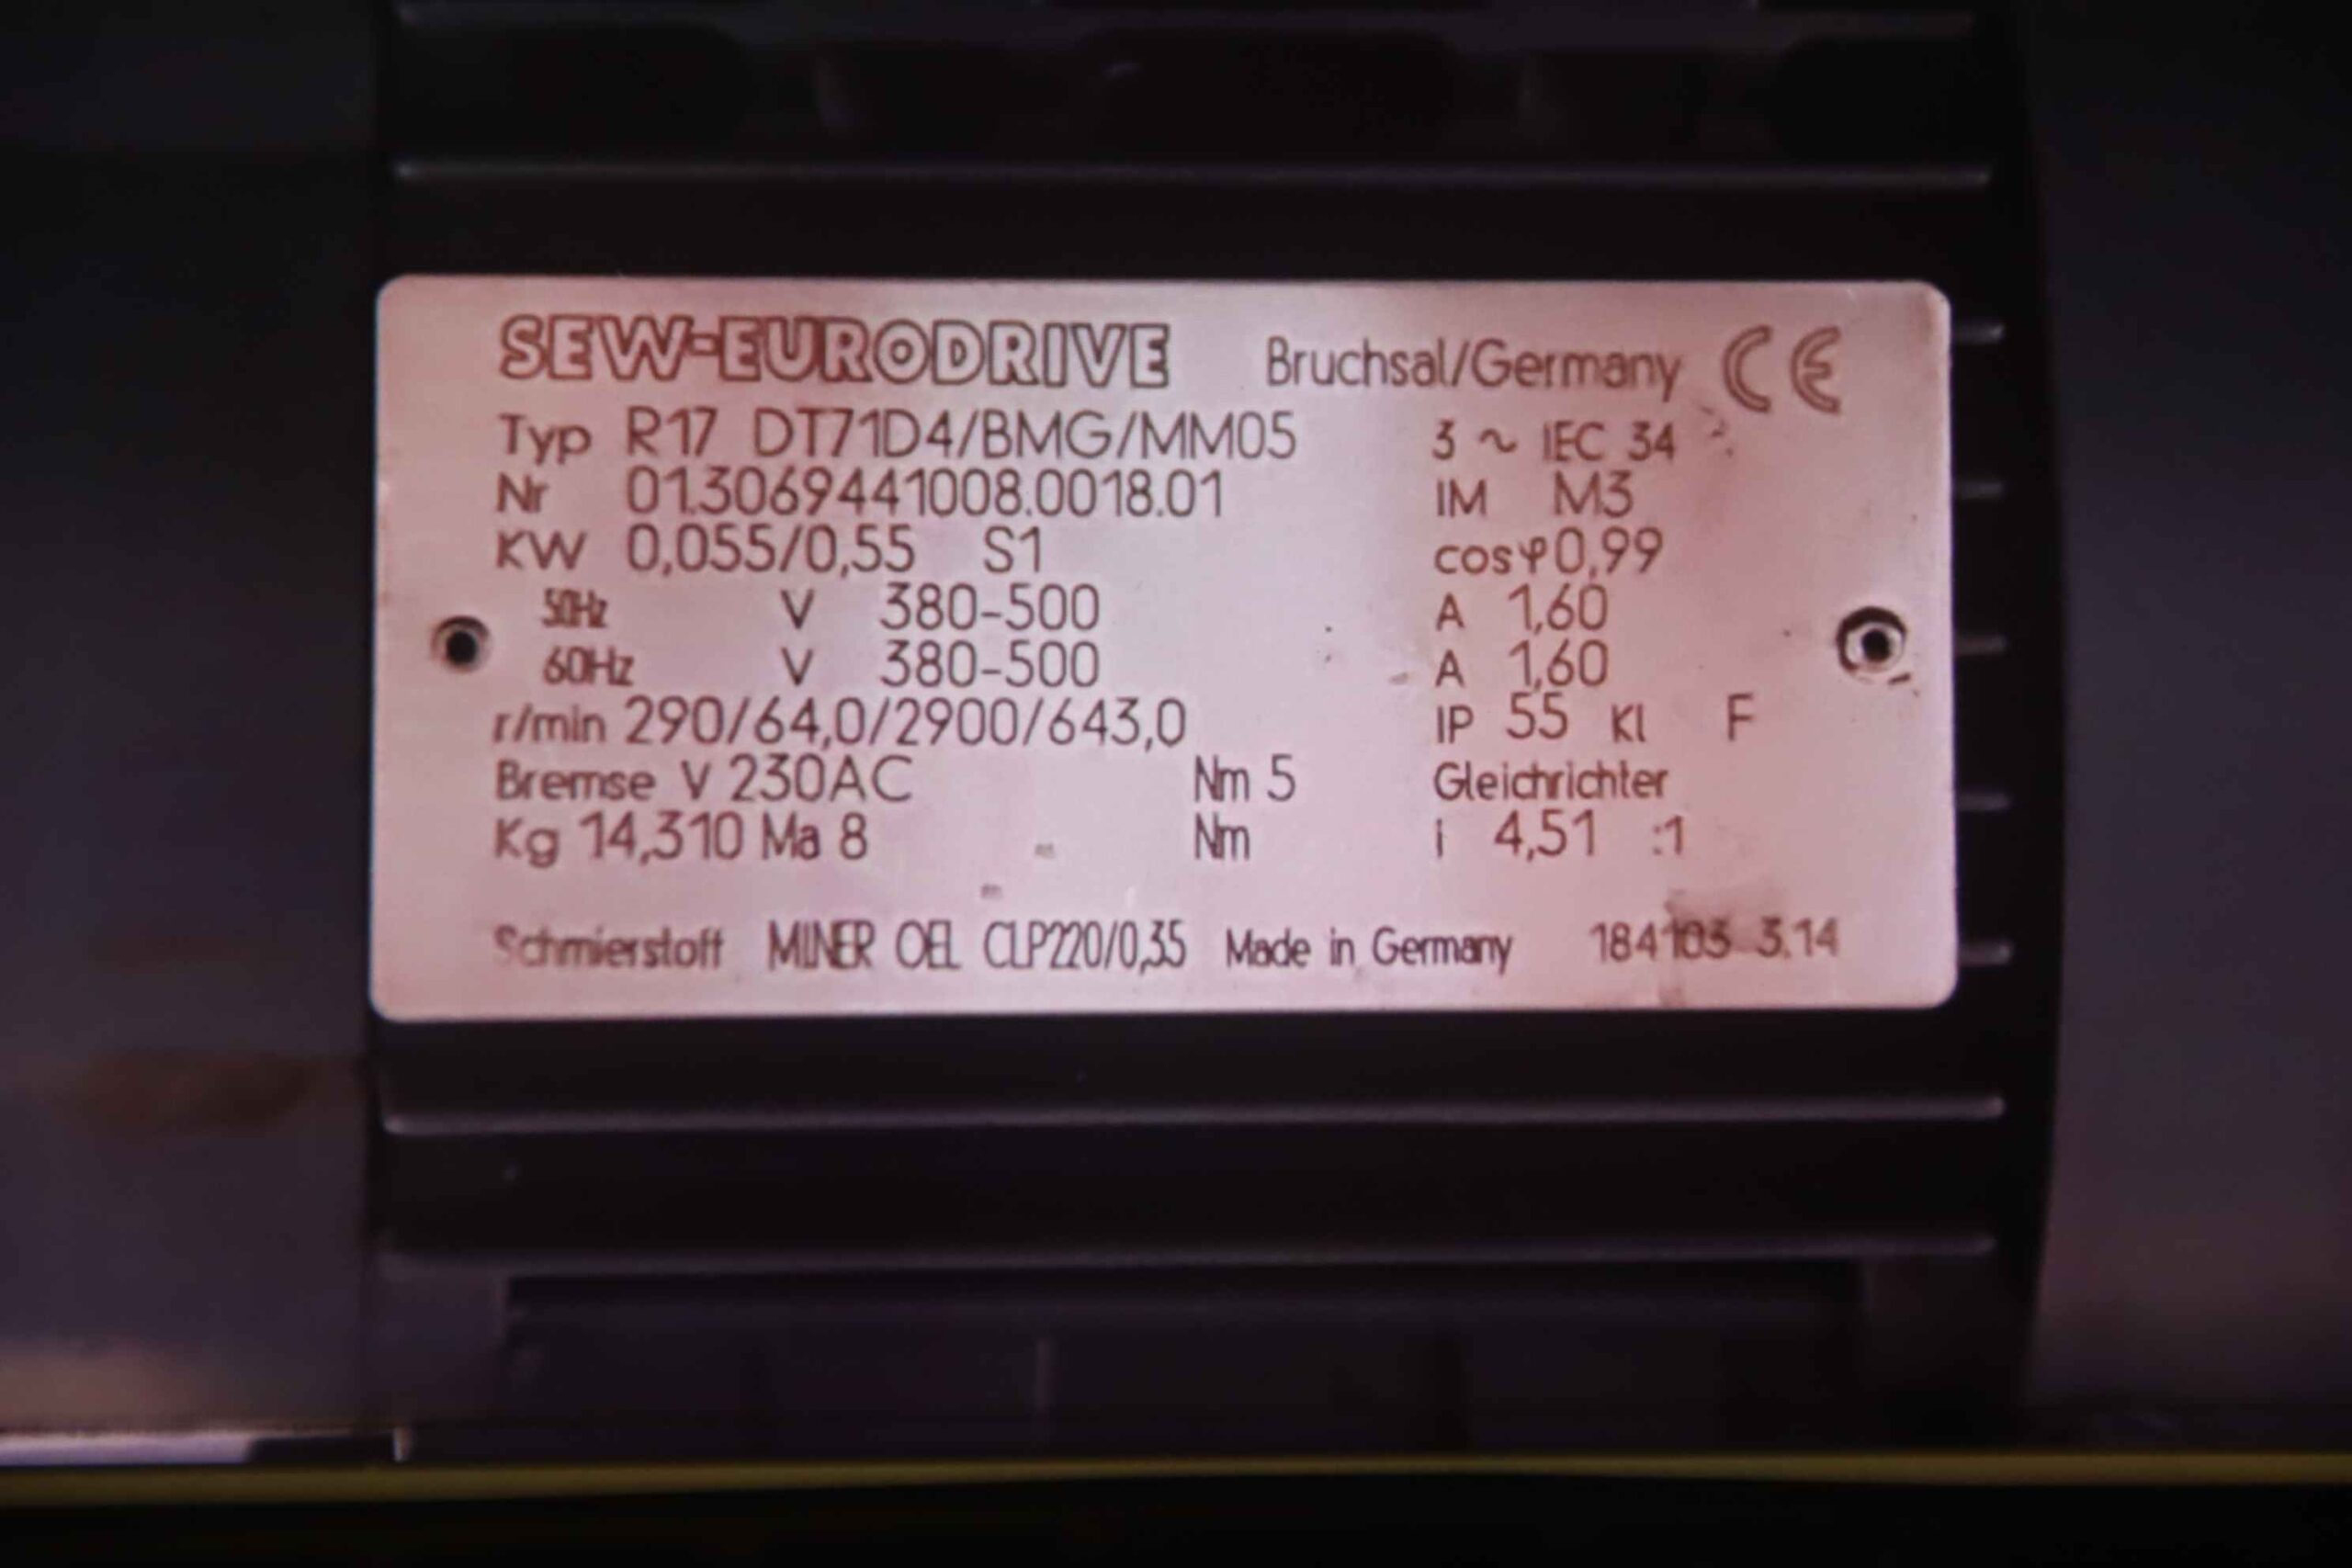 SEW-EURODRIVE Bruchsal/Germany CE
Typ R17 DT71D4/BMG/MM05 3 ~ IEC 34
Nr 01.3069441008.0018.01 IM M3
KW 0,055/0,55 S1 cosφ 0,99
50Hz V 380-500 A 1,60
60Hz V 380-500 A 1,60
r/min 290/64,0/2900/643,0 IP 55 Kl F
Bremse V 230AC Nm 5 Gleichrichter
Kg 14,310 Ma 8 Nm i 4,51 :1
Schmierstoff MINER OEL CLP220/0,35 Made in Germany 184103 3.14